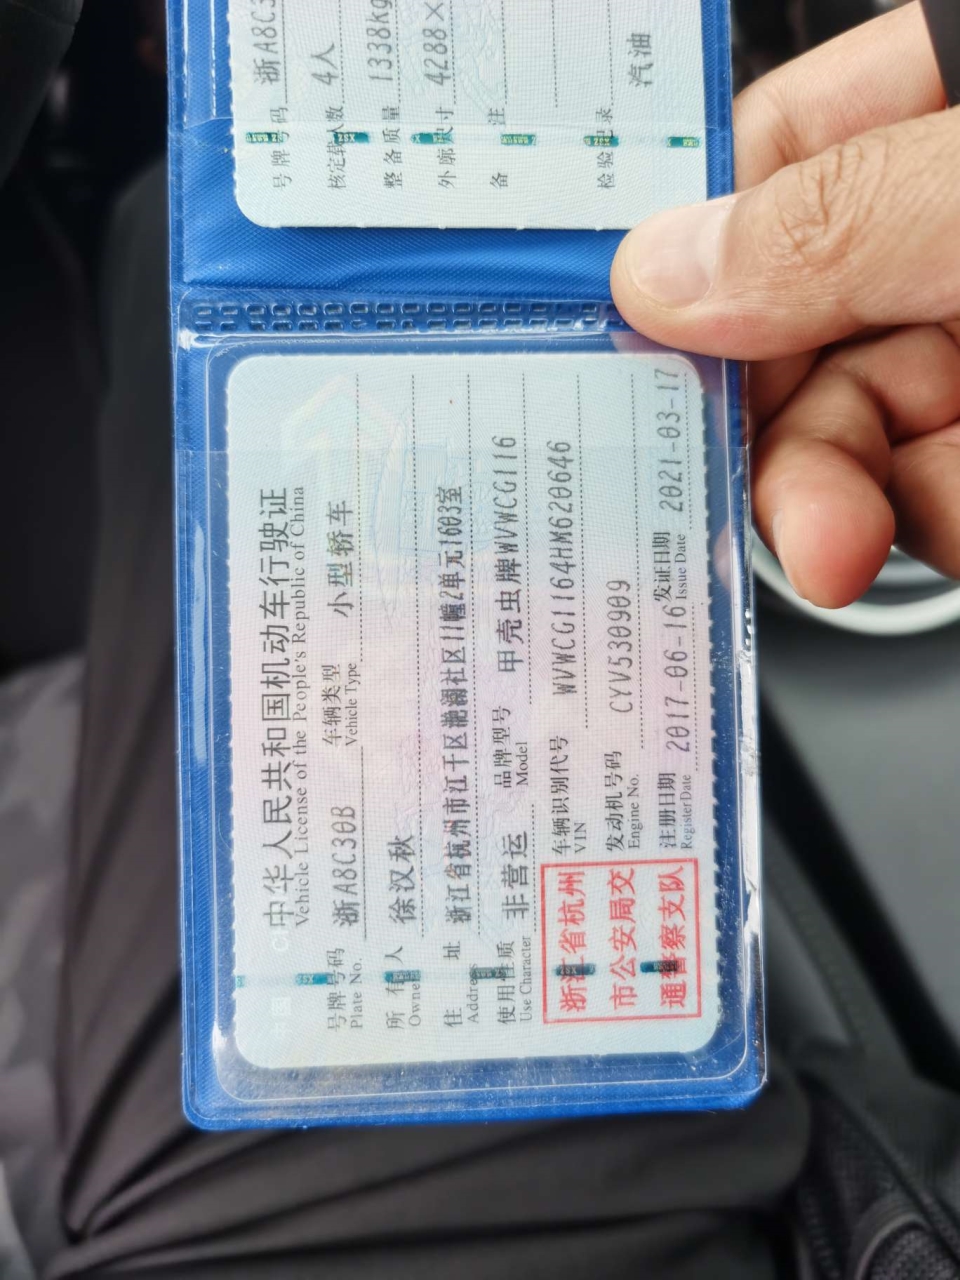 中华人民共和国机动车行驶证
Vehicle License of the People's Republic of China
号牌号码 浙A8C30B 车辆类型 小型轿车
Plate No. Vehicle Type
所有人 徐汉秋
Owner
住址 浙江省杭州市江干区滟澜社区11幢2单元1603室
Address
使用性质 非营运 品牌型号 甲壳虫牌WVWCG116
Use Character Model
浙江省杭州
市公安局交
通警察支队
车辆识别代号 WVWCG1164HM620646
VIN
发动机号码 CYV530909
Engine No.
注册日期 2017-06-16 发证日期 2021-03-17
Register Date Issue Date
号牌号码 浙A8C3
核定载人数 4人
整备质量 1338kg
外廓尺寸 4288×
备注
检验记录 汽油